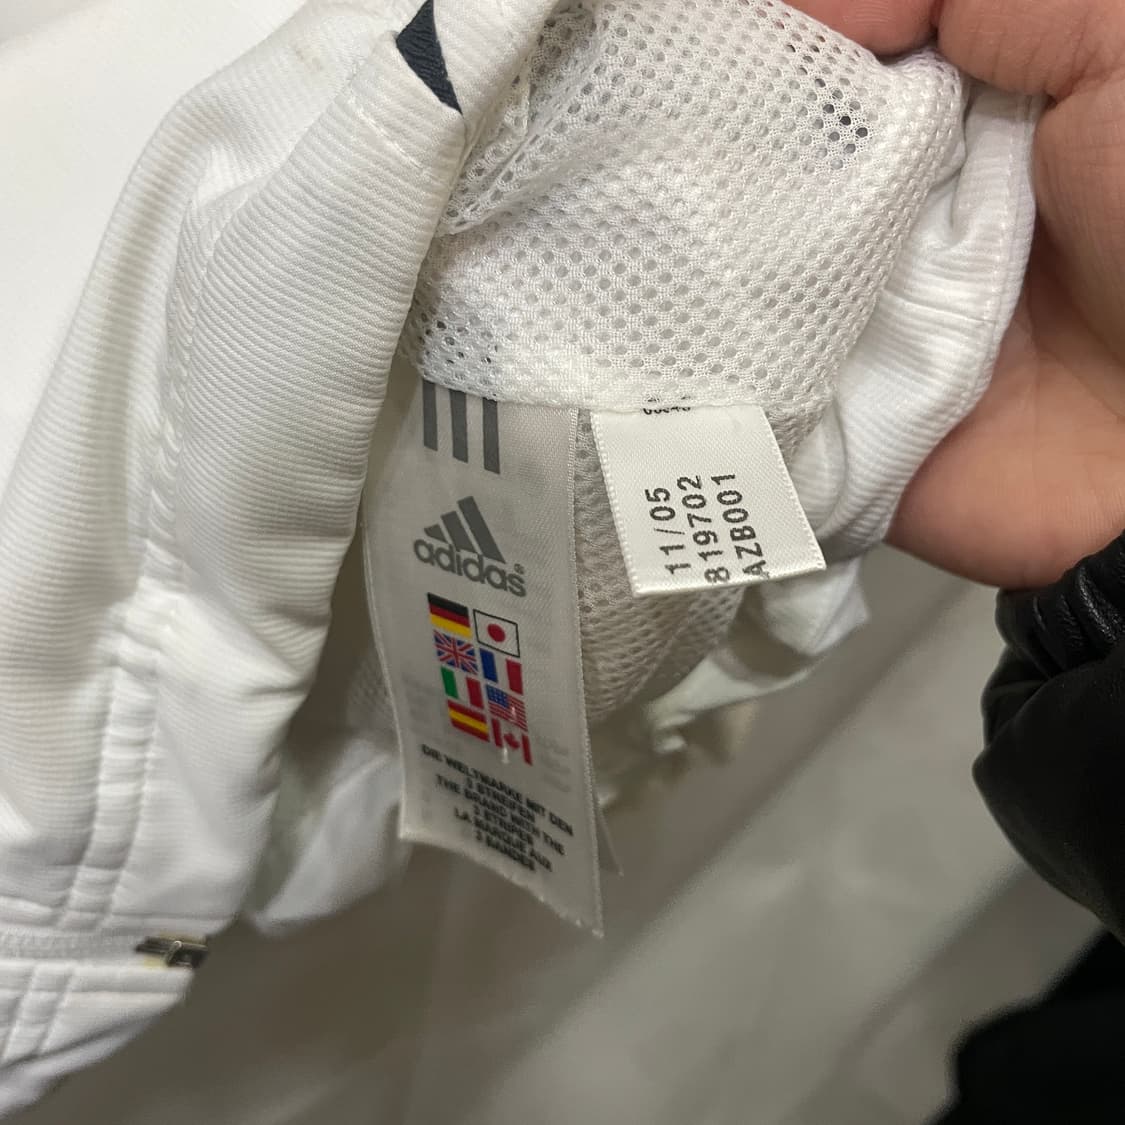 adidas®
DIE WELTMARKE MIT DEN
3 STREIFEN
THE BRAND WITH THE
3 STRIPES
LA MARQUE AUX
3 BANDES
11/05
819702
AZB001